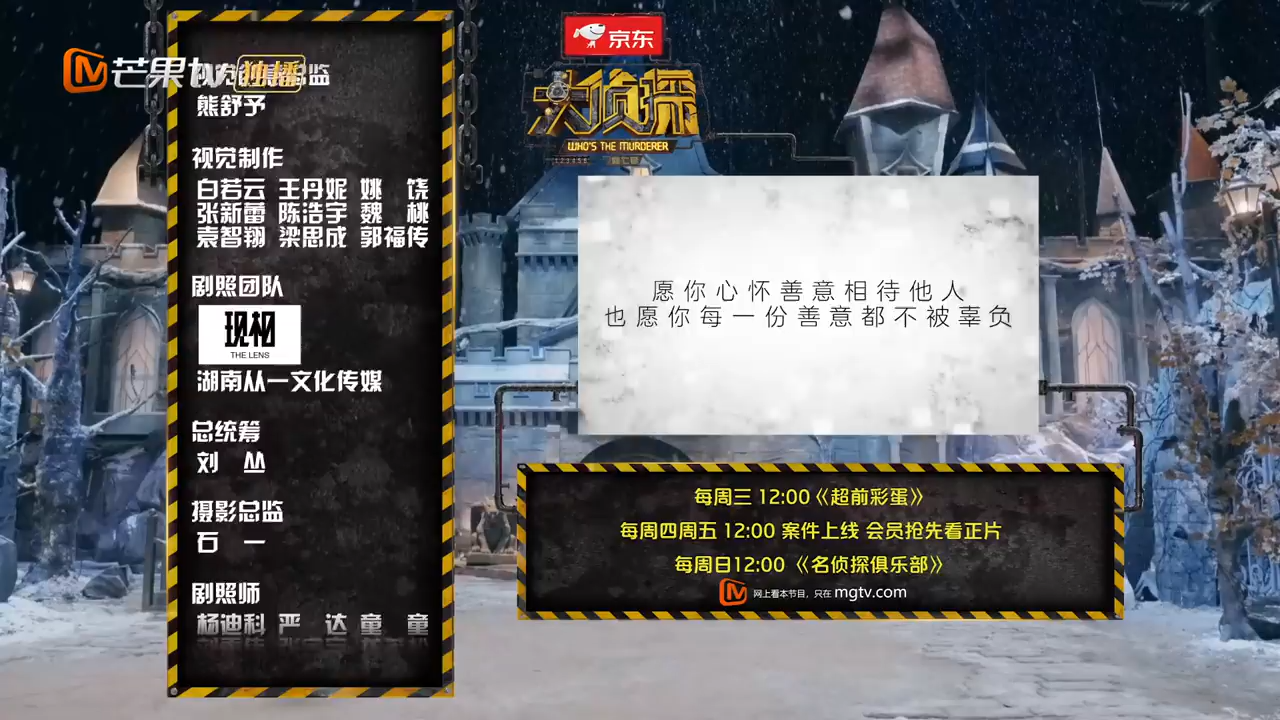 芒果tv 独播
熊舒予
视觉制作
白若云 王丹妮 姚 饶
张新蕾 陈浩宇 魏 桃
袁智翔 梁思成 郭福传
剧照团队
现相
THE LENS
湖南从一文化传媒
总统筹
刘 丛
摄影总监
石 一
剧照师
杨迪科 严 达 童 童
京东
大侦探
WHO'S THE MURDERER
愿你心怀善意相待他人
也愿你每一份善意都不被辜负
每周三 12:00《超前彩蛋》
每周四周五 12:00 案件上线 会员抢先看正片
每周日12:00 《名侦探俱乐部》
网上看本节目，只在 mgtv.com